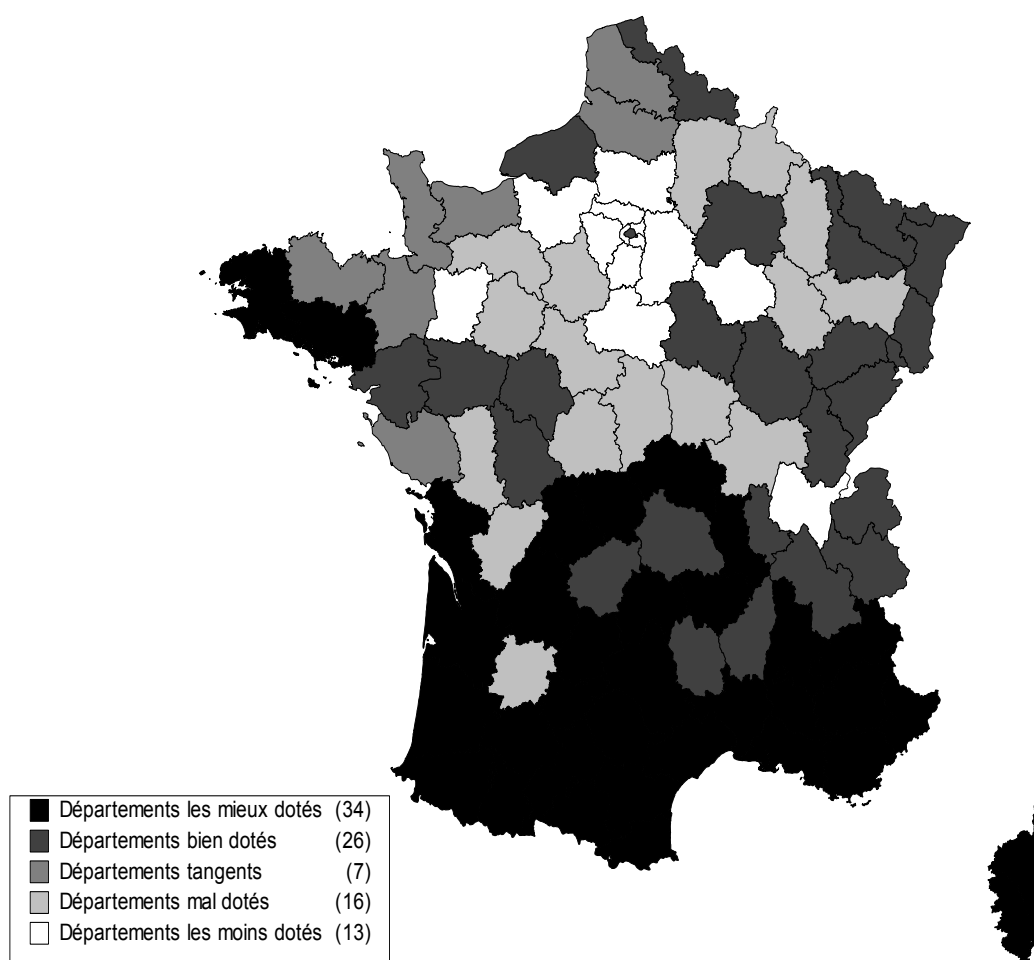 Départements les mieux dotés (34)
Départements bien dotés (26)
Départements tangents (7)
Départements mal dotés (16)
Départements les moins dotés (13)